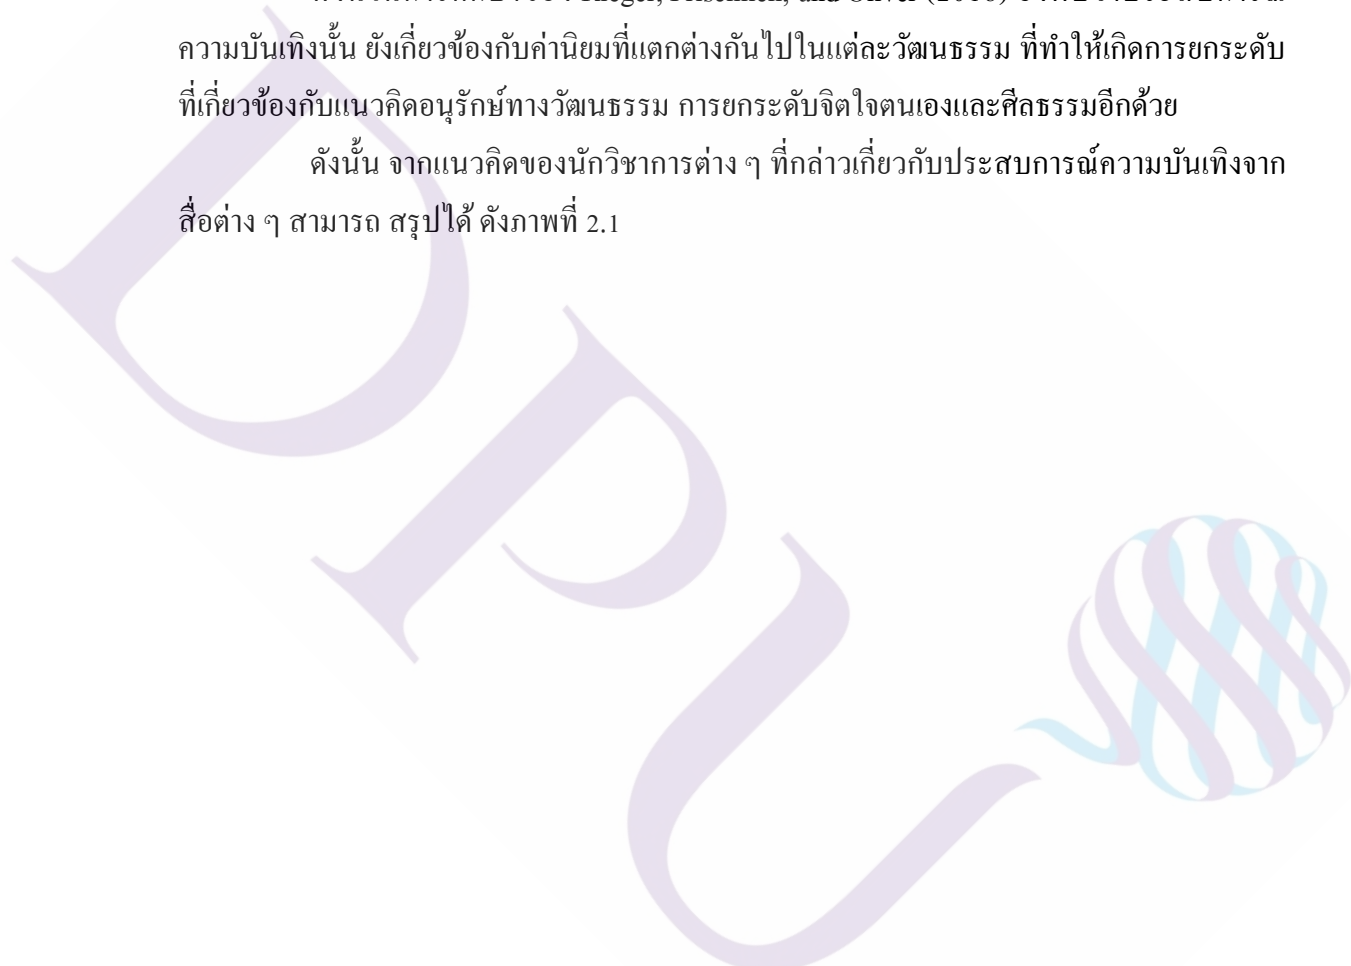 and Oliver
ความบันเทิงนั้น ยังเกี่ยวข้องกับค่านิยมที่แตกต่างกันไปในแต่ละวัฒนธรรม ที่ทำให้เกิดการยกระดับ
ที่เกี่ยวข้องกับแนวคิดอนุรักษ์ทางวัฒนธรรม การยกระดับจิตใจตนเองและศีลธรรมอีกด้วย
ดังนั้น จากแนวคิดของนักวิชาการต่าง ๆ ที่กล่าวเกี่ยวกับประสบการณ์ความบันเทิงจาก
สื่อต่าง ๆ สามารถ สรุปได้ ดังภาพที่ 2.1
DPU